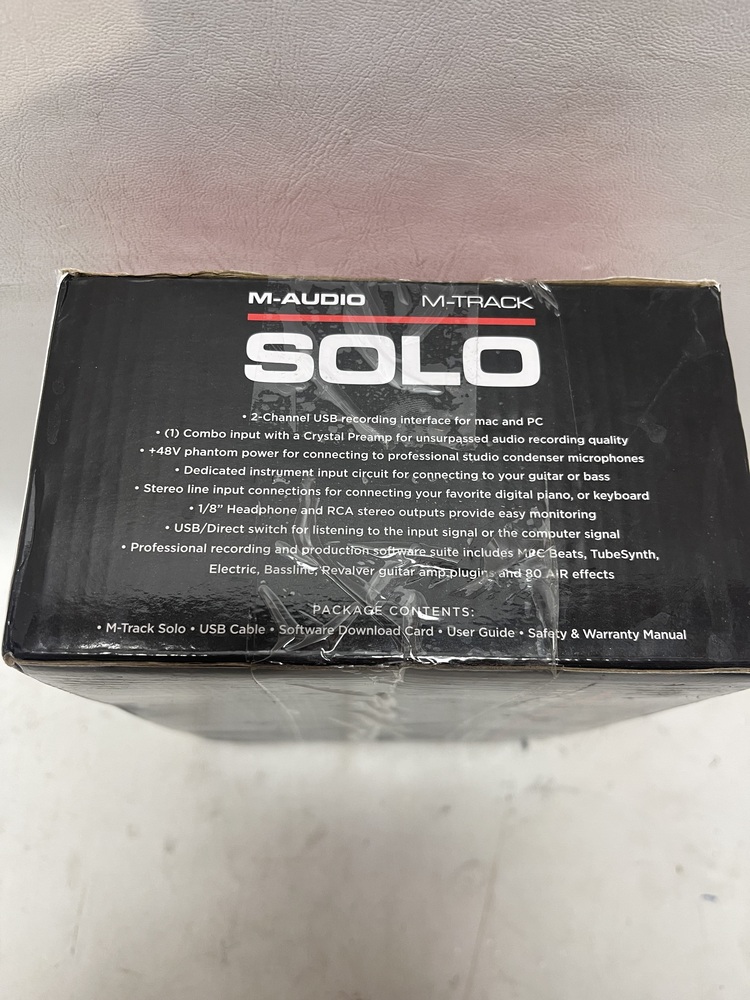 M-AUDIO M-TRACK
SOLO
• 2-Channel USB recording interface for mac and PC
• (1) Combo input with a Crystal Preamp for unsurpassed audio recording quality
• +48V phantom power for connecting to professional studio condenser microphones
• Dedicated instrument input circuit for connecting to your guitar or bass
• Stereo line input connections for connecting your favorite digital piano, or keyboard
• 1/8” Headphone and RCA stereo outputs provide easy monitoring
• USB/Direct switch for listening to the input signal or the computer signal
• Professional recording and production software suite includes MPC Beats, TubeSynth,
Electric, Bassline, Revalver guitar amp plugins and 80 AIR effects
PACKAGE CONTENTS:
• M-Track Solo • USB Cable • Software Download Card • User Guide • Safety & Warranty Manual